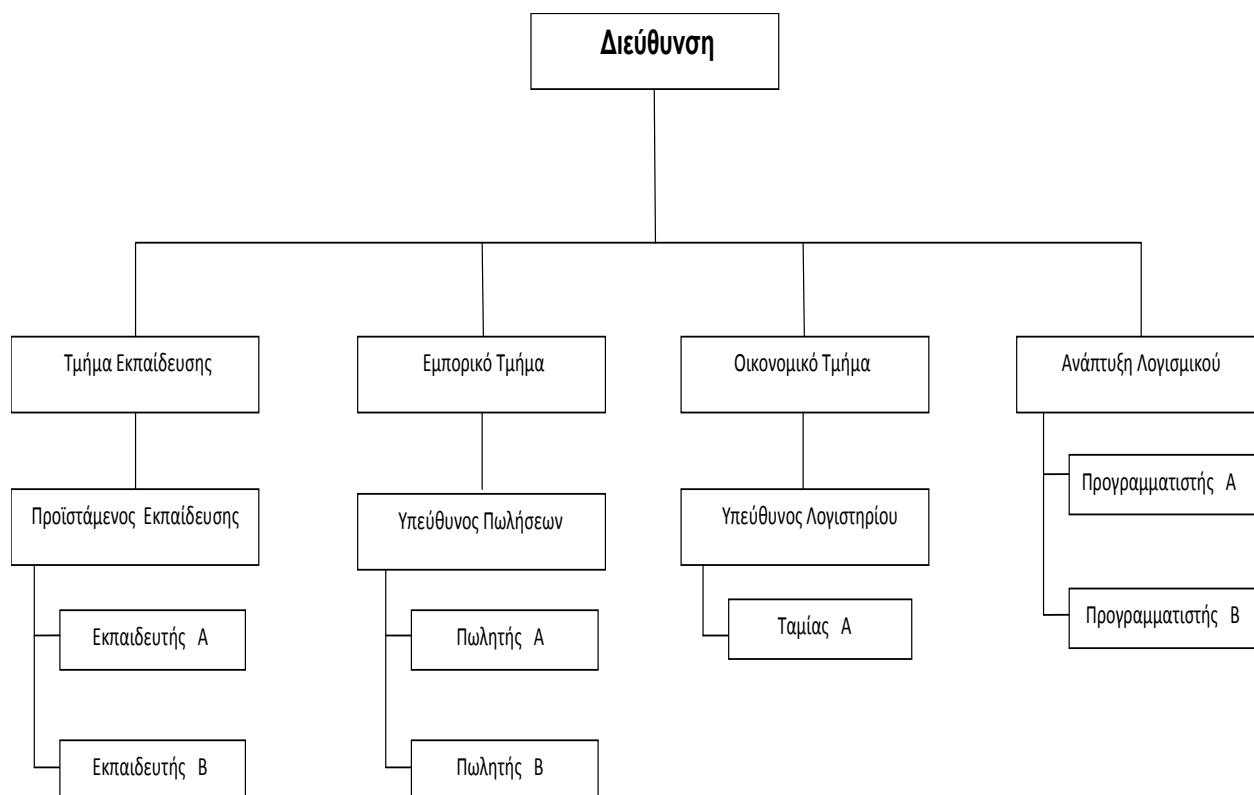 Διεύθυνση
Τμήμα Εκπαίδευσης
Εμπορικό Τμήμα
Οικονομικό Τμήμα
Ανάπτυξη Λογισμικού
Προϊστάμενος Εκπαίδευσης
Υπεύθυνος Πωλήσεων
Υπεύθυνος Λογιστηρίου
Προγραμματιστής Α
Εκπαιδευτής Α
Πωλητής Α
Ταμίας Α
Προγραμματιστής Β
Εκπαιδευτής Β
Πωλητής Β